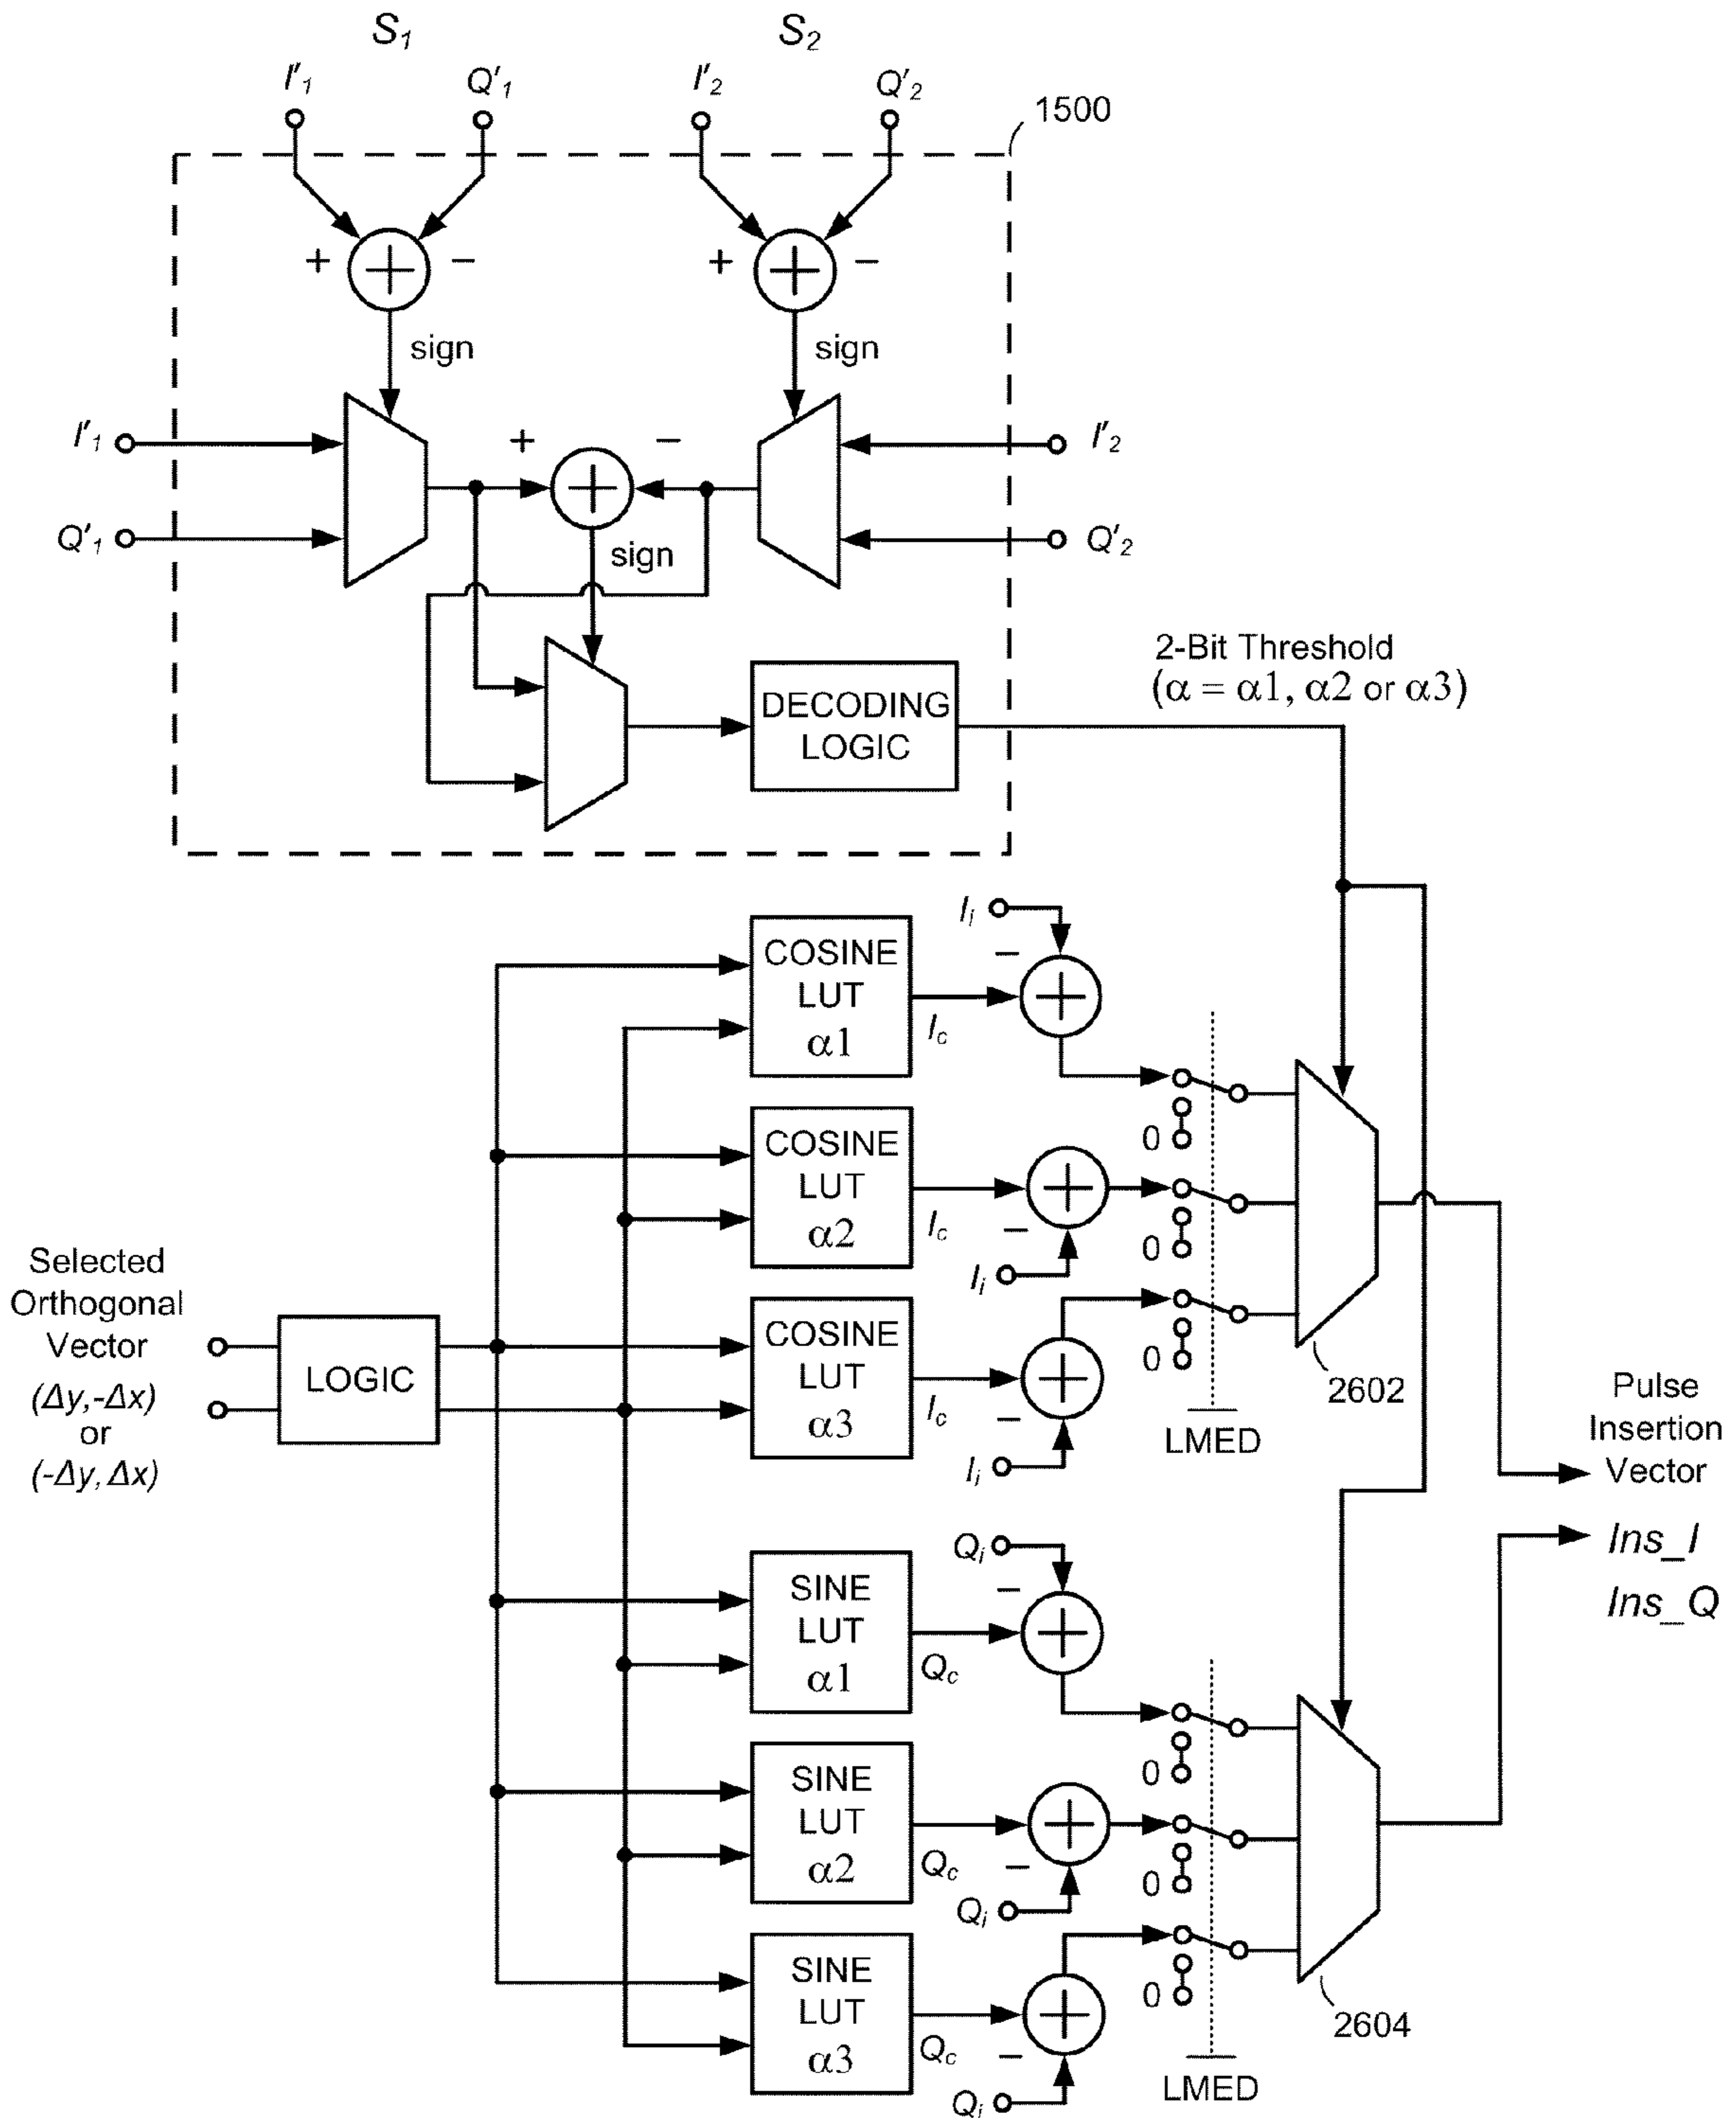 S1 S2
I'1 Q'1 I'2 Q'2
1500
+ − + −
sign sign
I'1 + − I'2
Q'1 sign Q'2
2-Bit Threshold
(α = α1, α2 or α3)
DECODING
LOGIC
COSINE
LUT
α1
Ic
Ii
−
0
COSINE
LUT
α2
Ic
Ii
−
0
COSINE
LUT
α3
Ic
Ii
−
0
LMED
2602
Selected
Orthogonal
Vector
(Δy,-Δx)
or
(-Δy, Δx)
LOGIC
Pulse
Insertion
Vector
Ins_I
Ins_Q
SINE
LUT
α1
Qc
Qi
−
0
SINE
LUT
α2
Qc
Qi
−
0
SINE
LUT
α3
Qc
Qi
−
0
LMED
2604